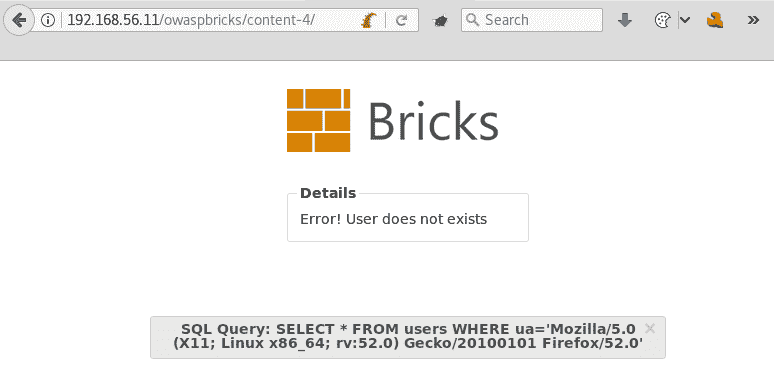 192.168.56.11/owaspbricks/content-4/
Search
Bricks
Details
Error! User does not exists
SQL Query: SELECT * FROM users WHERE ua='Mozilla/5.0
(X11; Linux x86_64; rv:52.0) Gecko/20100101 Firefox/52.0'